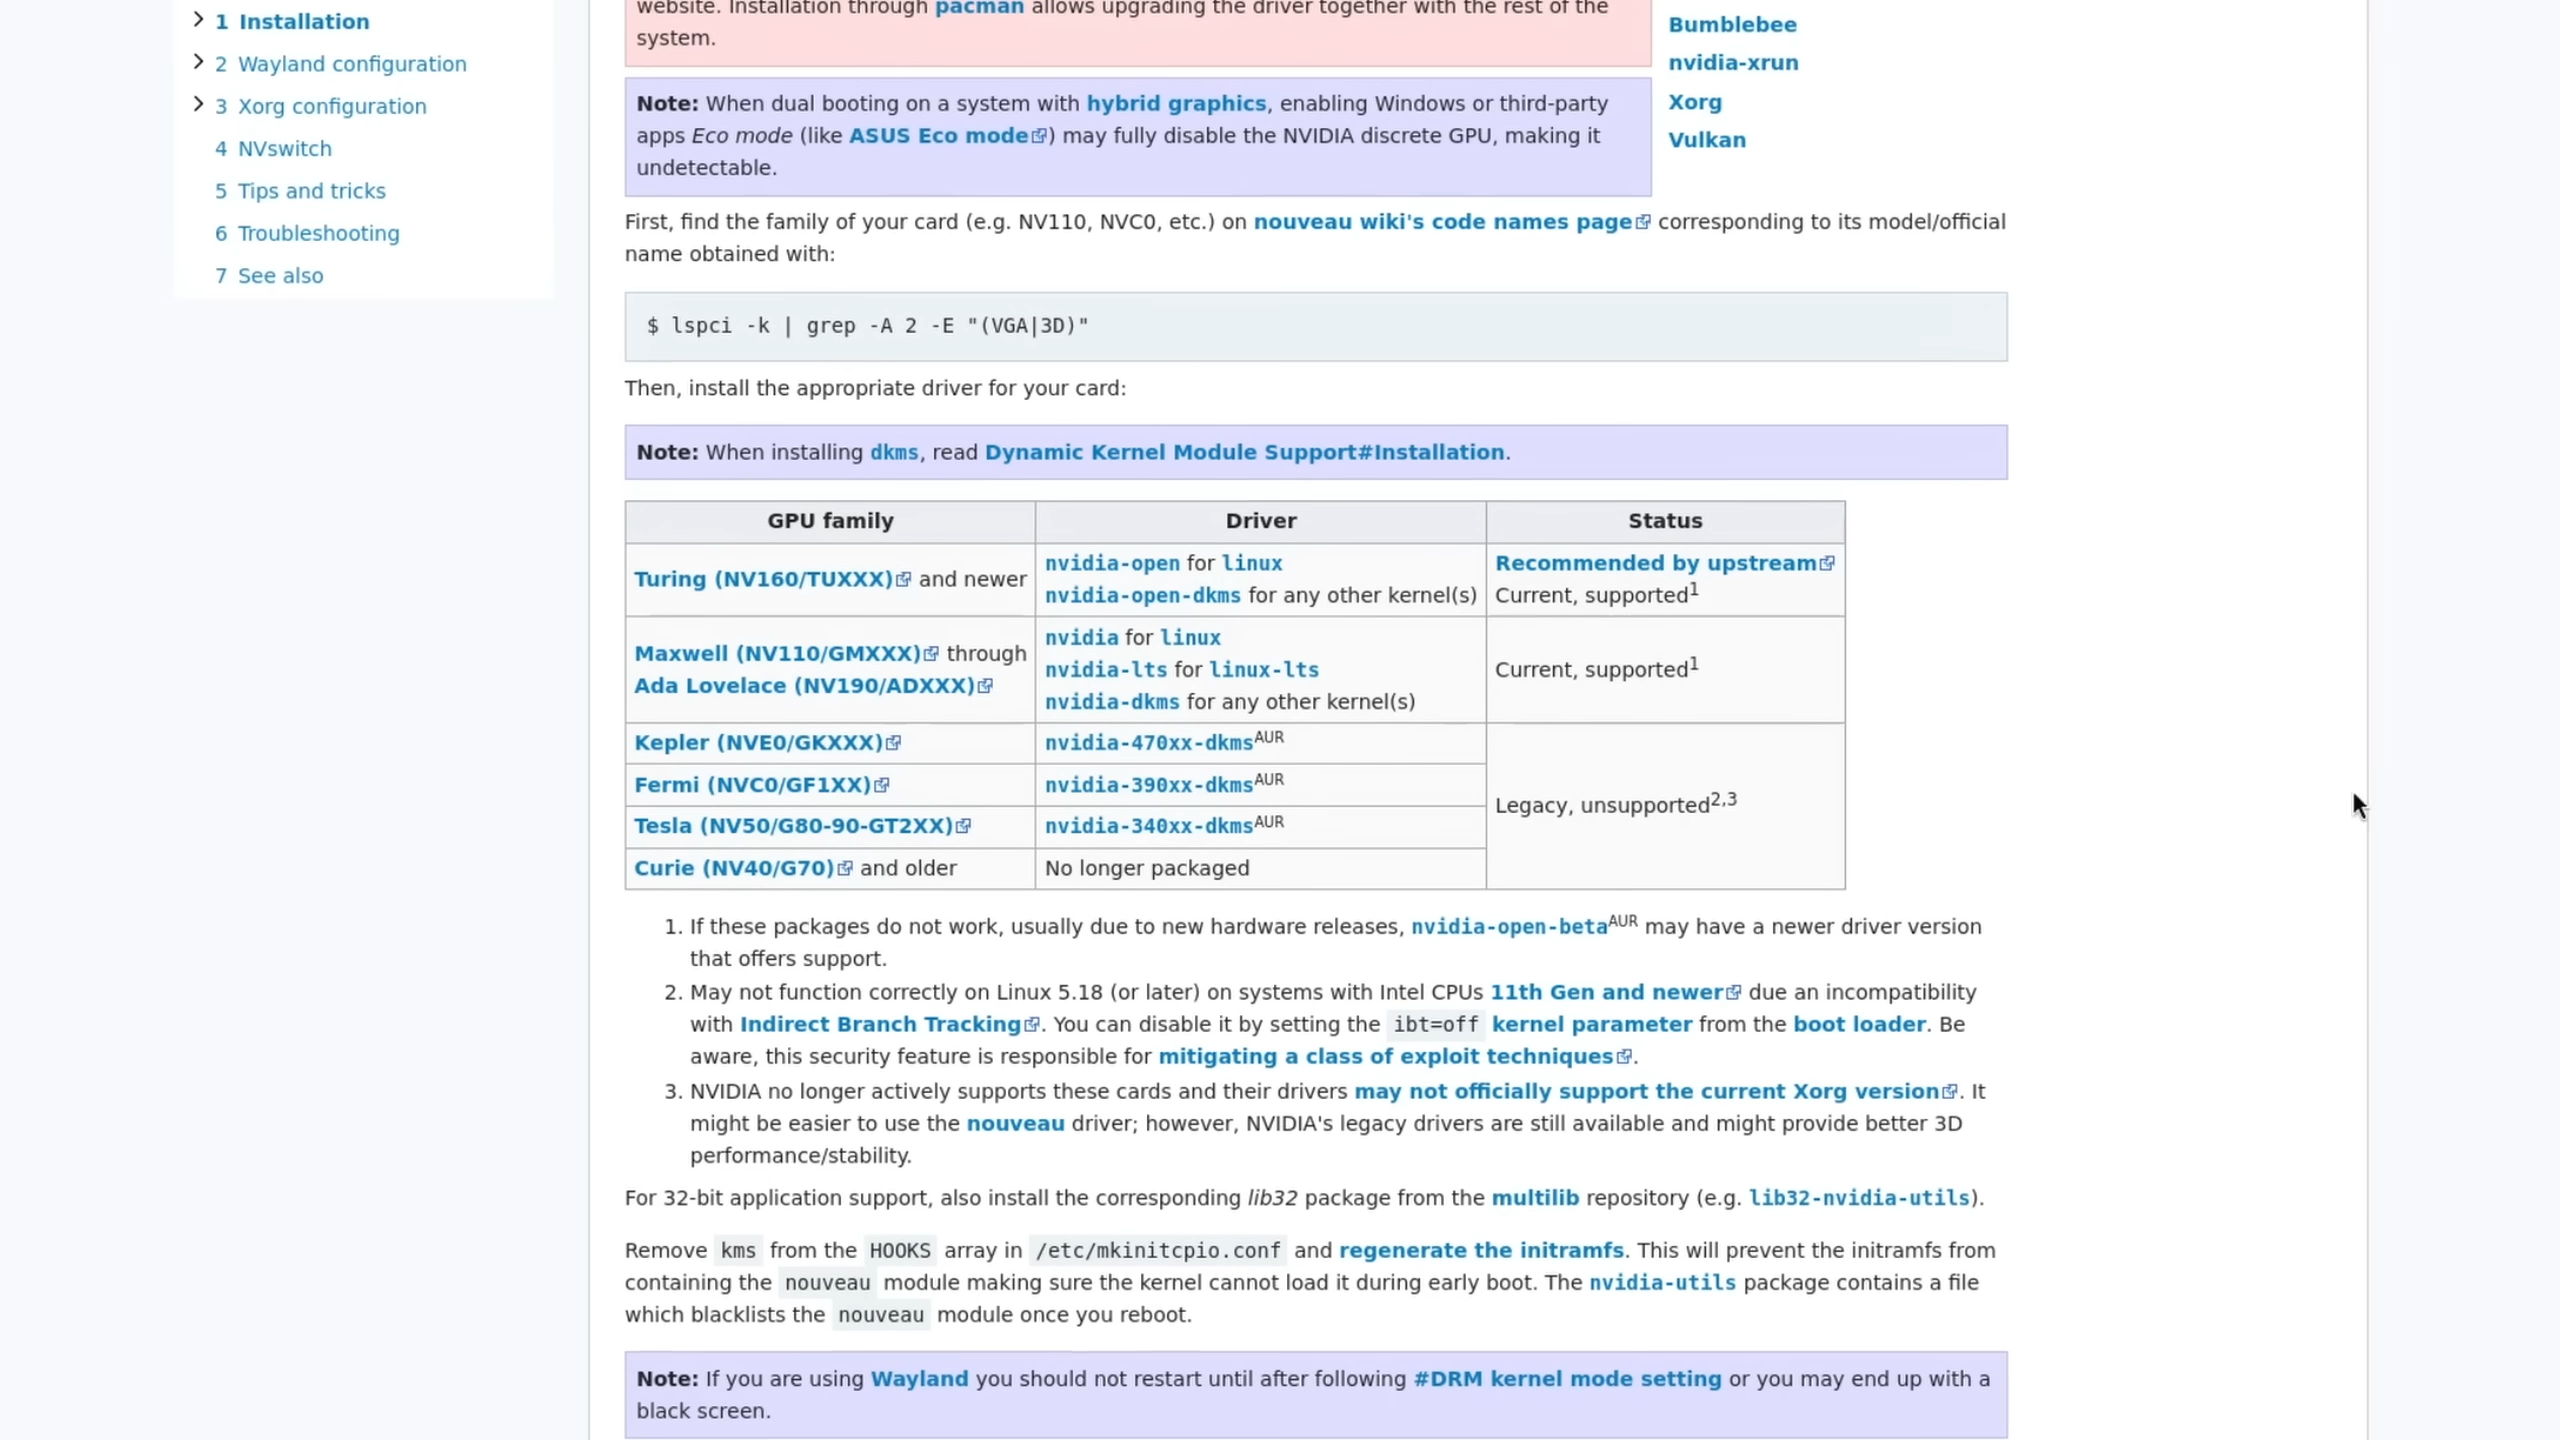 1 Installation
2 Wayland configuration
3 Xorg configuration
4 NVswitch
5 Tips and tricks
6 Troubleshooting
7 See also
website. Installation through pacman allows upgrading the driver together with the rest of the
system.
Bumblebee
nvidia-xrun
Xorg
Vulkan
Note: When dual booting on a system with hybrid graphics, enabling Windows or third-party
apps Eco mode (like ASUS Eco mode) may fully disable the NVIDIA discrete GPU, making it
undetectable.
First, find the family of your card (e.g. NV110, NVC0, etc.) on nouveau wiki's code names page corresponding to its model/official
name obtained with:
$ lspci -k | grep -A 2 -E "(VGA|3D)"
Then, install the appropriate driver for your card:
Note: When installing dkms, read Dynamic Kernel Module Support#Installation.
GPU family Driver Status
Turing (NV160/TUXXX) and newer
nvidia-open for linux
nvidia-open-dkms for any other kernel(s)
Recommended by upstream
Current, supported1
Maxwell (NV110/GMXXX) through
Ada Lovelace (NV190/ADXXX)
nvidia for linux
nvidia-lts for linux-lts
nvidia-dkms for any other kernel(s)
Current, supported1
Kepler (NVE0/GKXXX) nvidia-470xx-dkmsAUR
Fermi (NVC0/GF1XX) nvidia-390xx-dkmsAUR
Tesla (NV50/G80-90-GT2XX) nvidia-340xx-dkmsAUR
Curie (NV40/G70) and older No longer packaged
Legacy, unsupported2,3
1. If these packages do not work, usually due to new hardware releases, nvidia-open-betaAUR may have a newer driver version
that offers support.
2. May not function correctly on Linux 5.18 (or later) on systems with Intel CPUs 11th Gen and newer due an incompatibility
with Indirect Branch Tracking. You can disable it by setting the ibt=off kernel parameter from the boot loader. Be
aware, this security feature is responsible for mitigating a class of exploit techniques.
3. NVIDIA no longer actively supports these cards and their drivers may not officially support the current Xorg version. It
might be easier to use the nouveau driver; however, NVIDIA's legacy drivers are still available and might provide better 3D
performance/stability.
For 32-bit application support, also install the corresponding lib32 package from the multilib repository (e.g. lib32-nvidia-utils).
Remove kms from the HOOKS array in /etc/mkinitcpio.conf and regenerate the initramfs. This will prevent the initramfs from
containing the nouveau module making sure the kernel cannot load it during early boot. The nvidia-utils package contains a file
which blacklists the nouveau module once you reboot.
Note: If you are using Wayland you should not restart until after following #DRM kernel mode setting or you may end up with a
black screen.